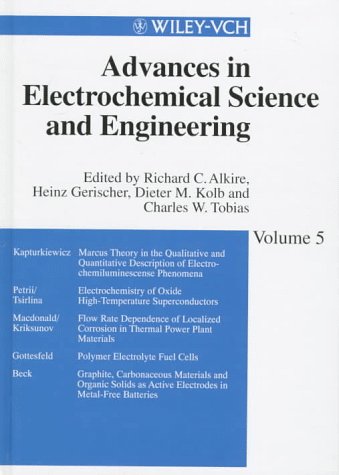 WILEY-VCH
Advances in
Electrochemical Science
and Engineering
Edited by Richard C. Alkire,
Heinz Gerischer, Dieter M. Kolb and
Charles W. Tobias
Volume 5
Kapturkiewicz Marcus Theory in the Qualitative and
Quantitative Description of Electro-
chemiluminescense Phenomena
Petrii/ Electrochemistry of Oxide
Tsirlina High-Temperature Superconductors
Macdonald/ Flow Rate Dependence of Localized
Kriksunov Corrosion in Thermal Power Plant
Materials
Gottesfeld Polymer Electrolyte Fuel Cells
Beck Graphite, Carbonaceous Materials and
Organic Solids as Active Electrodes in
Metal-Free Batteries